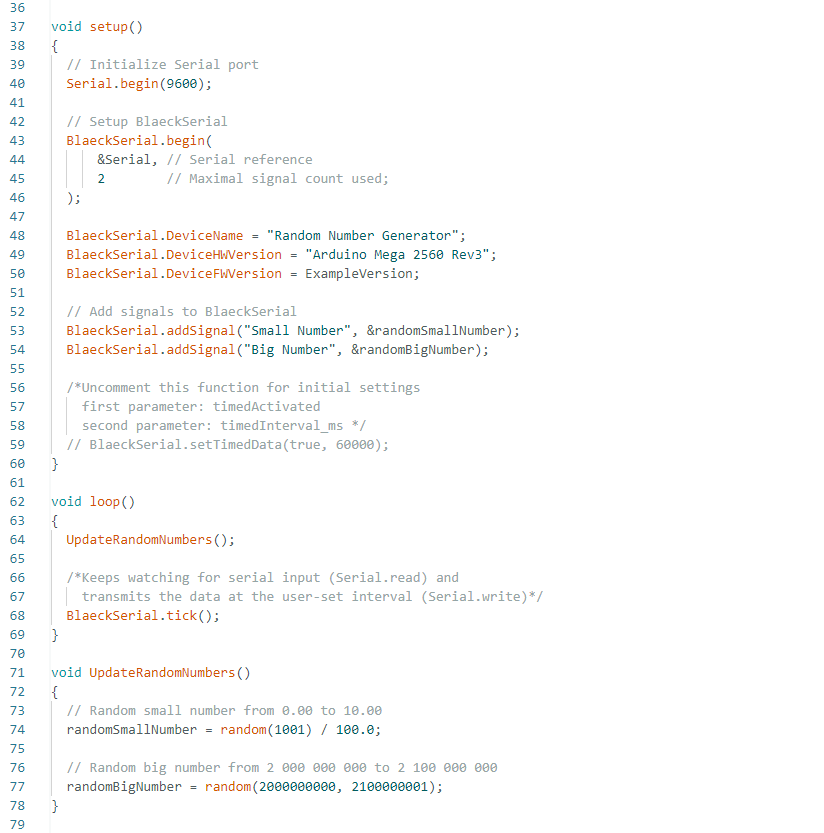 36
37 void setup()
38 {
39 // Initialize Serial port
40 Serial.begin(9600);
41
42 // Setup BlaeckSerial
43 BlaeckSerial.begin(
44 &Serial, // Serial reference
45 2 // Maximal signal count used;
46 );
47
48 BlaeckSerial.DeviceName = "Random Number Generator";
49 BlaeckSerial.DeviceHWVersion = "Arduino Mega 2560 Rev3";
50 BlaeckSerial.DeviceFWVersion = ExampleVersion;
51
52 // Add signals to BlaeckSerial
53 BlaeckSerial.addSignal("Small Number", &randomSmallNumber);
54 BlaeckSerial.addSignal("Big Number", &randomBigNumber);
55
56 /*Uncomment this function for initial settings
57 first parameter: timedActivated
58 second parameter: timedInterval_ms */
59 // BlaeckSerial.setTimedData(true, 60000);
60 }
61
62 void loop()
63 {
64 UpdateRandomNumbers();
65
66 /*Keeps watching for serial input (Serial.read) and
67 transmits the data at the user-set interval (Serial.write)*/
68 BlaeckSerial.tick();
69 }
70
71 void UpdateRandomNumbers()
72 {
73 // Random small number from 0.00 to 10.00
74 randomSmallNumber = random(1001) / 100.0;
75
76 // Random big number from 2 000 000 000 to 2 100 000 000
77 randomBigNumber = random(2000000000, 2100000001);
78 }
79